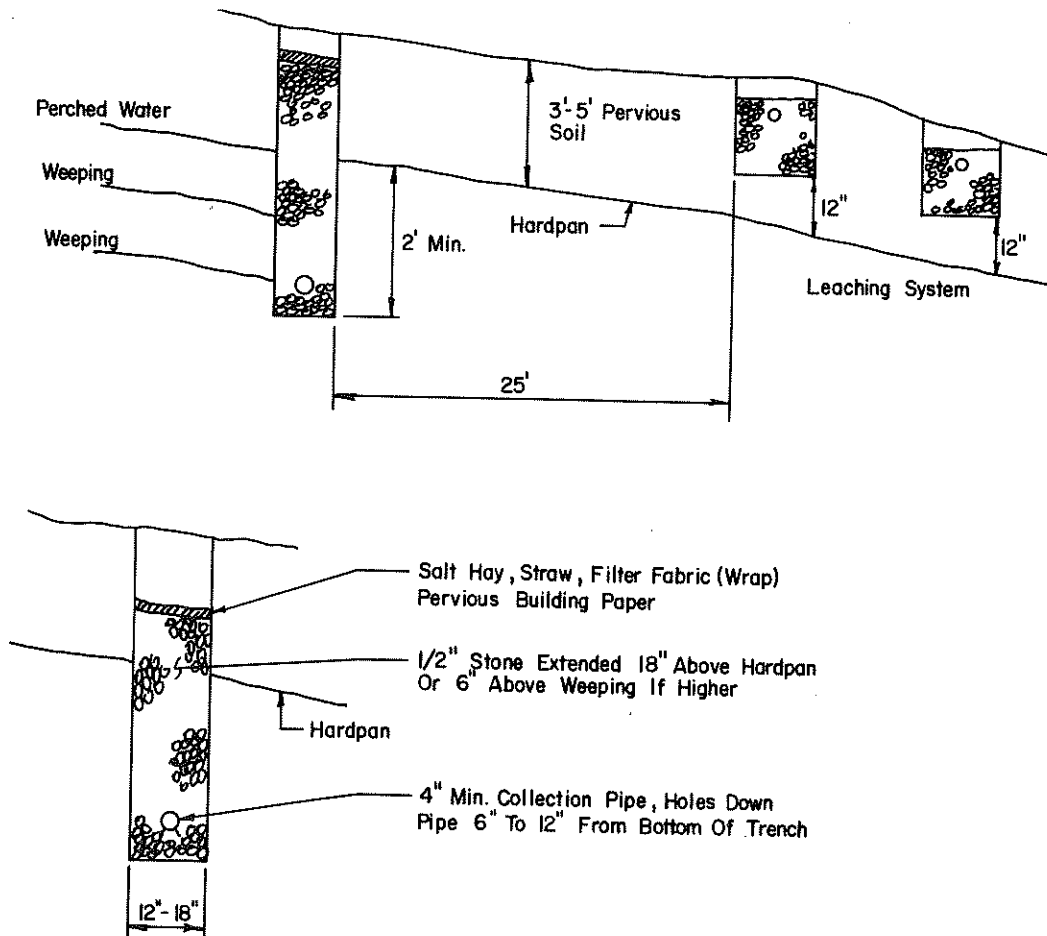 Perched Water
Weeping
Weeping
3'-5' Pervious
Soil
2' Min.
Hardpan
12"
12"
Leaching System
25'
Salt Hay, Straw, Filter Fabric (Wrap)
Pervious Building Paper
1/2" Stone Extended 18" Above Hardpan
Or 6" Above Weeping If Higher
Hardpan
4" Min. Collection Pipe, Holes Down
Pipe 6" To 12" From Bottom Of Trench
12"-18"